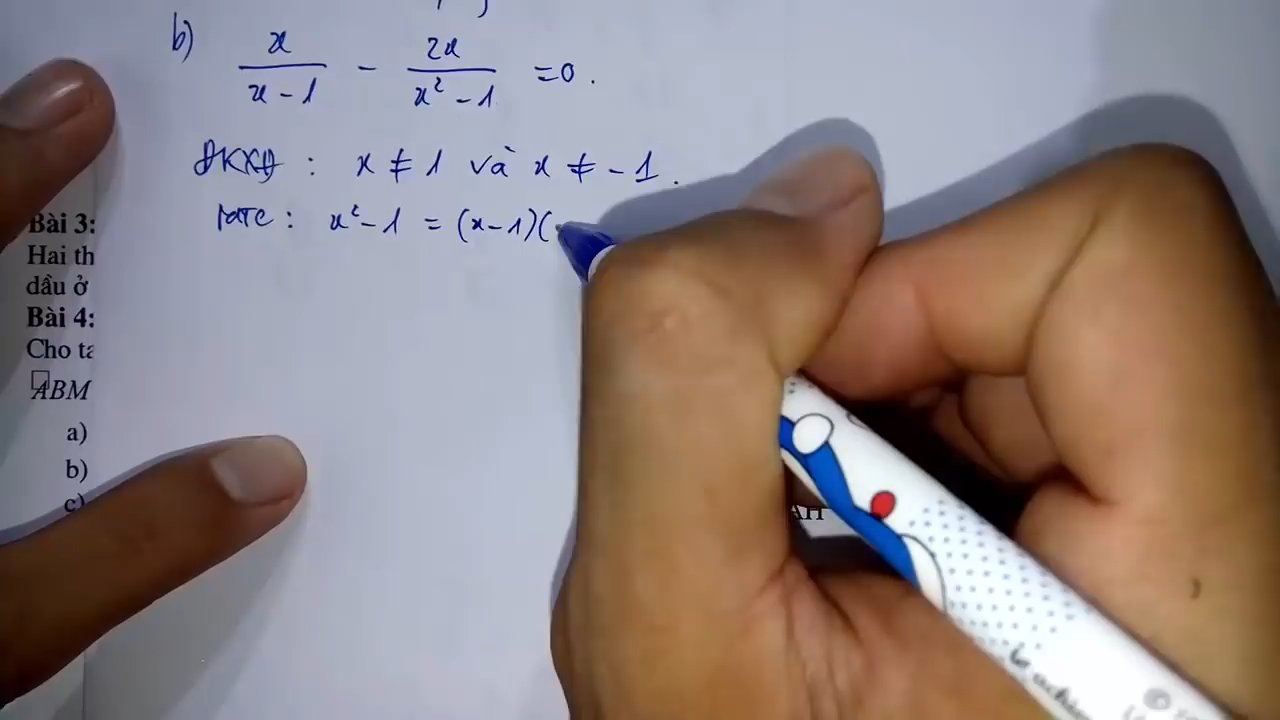 b) x/(x-1) - 2x/(x²-1) =0.
ĐKXĐ : x ≠ 1 và x ≠ -1.
MTC : x²-1 = (x-1)(
Bài 3:
Hai th
dầu ở
Bài 4:
Cho ta
ABM
a)
b)
c)
AH